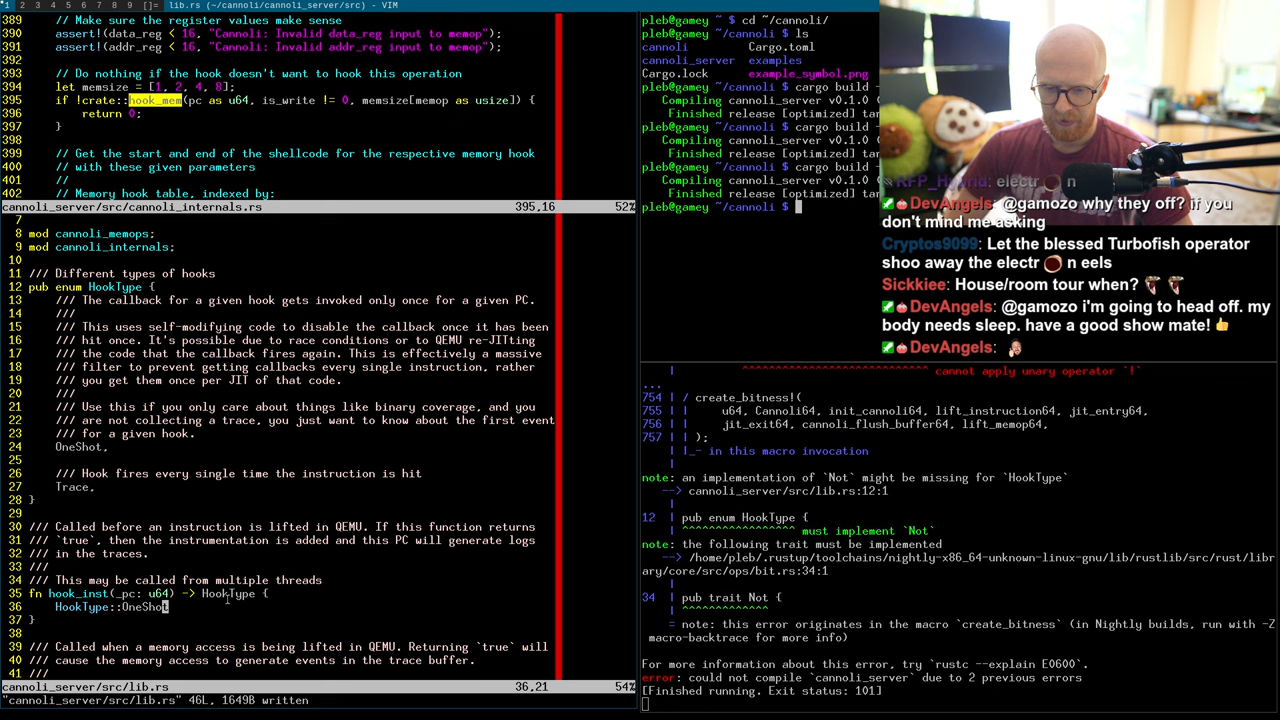 1 2 3 4 5 6 7 8 9 []= lib.rs (~/cannoli/cannoli_server/src) - VIM
389 // Make sure the register values make sense
390 assert!(data_reg < 16, "Cannoli: Invalid data_reg input to memop");
391 assert!(addr_reg < 16, "Cannoli: Invalid addr_reg input to memop");
392
393 // Do nothing if the hook doesn't want to hook this operation
394 let memsize = [1, 2, 4, 8];
395 if !crate::hook_mem(pc as u64, is_write != 0, memsize[memop as usize]) {
396 return 0;
397 }
398
399 // Get the start and end of the shellcode for the respective memory hook
400 // with these given parameters
401 //
402 // Memory hook table, indexed by:
cannoli_server/src/cannoli_internals.rs 395,16 52%
7
8 mod cannoli_memops;
9 mod cannoli_internals;
10
11 /// Different types of hooks
12 pub enum HookType {
13 /// The callback for a given hook gets invoked only once for a given PC.
14 ///
15 /// This uses self-modifying code to disable the callback once it has been
16 /// hit once. It's possible due to race conditions or to QEMU re-JITting
17 /// the code that the callback fires again. This is effectively a massive
18 /// filter to prevent getting callbacks every single instruction, rather
19 /// you get them once per JIT of that code.
20 ///
21 /// Use this if you only care about things like binary coverage, and you
22 /// are not collecting a trace, you just want to know about the first event
23 /// for a given hook.
24 OneShot,
25
26 /// Hook fires every single time the instruction is hit
27 Trace,
28 }
29
30 /// Called before an instruction is lifted in QEMU. If this function returns
31 /// `true`, then the instrumentation is added and this PC will generate logs
32 /// in the traces.
33 ///
34 /// This may be called from multiple threads
35 fn hook_inst(_pc: u64) -> HookType {
36 HookType::OneShot
37 }
38
39 /// Called when a memory access is being lifted in QEMU. Returning `true` will
40 /// cause the memory access to generate events in the trace buffer.
41 ///
cannoli_server/src/lib.rs 36,21 54%
"cannoli_server/src/lib.rs" 46L, 1649B written
pleb@gamey ~ $ cd ~/cannoli/
pleb@gamey ~/cannoli $ ls
cannoli Cargo.toml
cannoli_server examples
Cargo.lock example_symbol.png
pleb@gamey ~/cannoli $ cargo build -
Compiling cannoli_server v0.1.0
Finished release [optimized] tar
pleb@gamey ~/cannoli $ cargo build -
Compiling cannoli_server v0.1.0
Finished release [optimized] tar
pleb@gamey ~/cannoli $ cargo build -
Compiling cannoli_server v0.1.0
Finished release [optimized] tar
pleb@gamey ~/cannoli $
electr n
DevAngels: @gamozo why they off? if you
don't mind me asking
Cryptos9099: Let the blessed Turbofish operator
shoo away the electr n eels
Sickkiee: House/room tour when?
DevAngels: @gamozo i'm going to head off. my
body needs sleep. have a good show mate!
DevAngels:
| ^^^^^^^^^^^^^^^^^^^^^^^^^^^ cannot apply unary operator `!`
...
754 | / create_bitness!(
755 | | u64, Cannoli64, init_cannoli64, lift_instruction64, jit_entry64,
756 | | jit_exit64, cannoli_flush_buffer64, lift_memop64,
757 | | );
| |_- in this macro invocation
|
note: an implementation of `Not` might be missing for `HookType`
--> cannoli_server/src/lib.rs:12:1
|
12 | pub enum HookType {
| ^^^^^^^^^^^^^^^^^ must implement `Not`
note: the following trait must be implemented
--> /home/pleb/.rustup/toolchains/nightly-x86_64-unknown-linux-gnu/lib/rustlib/src/rust/libr
ary/core/src/ops/bit.rs:34:1
|
34 | pub trait Not {
| ^^^^^^^^^^^^^
= note: this error originates in the macro `create_bitness` (in Nightly builds, run with -Z
macro-backtrace for more info)
For more information about this error, try `rustc --explain E0600`.
error: could not compile `cannoli_server` due to 2 previous errors
[Finished running. Exit status: 101]